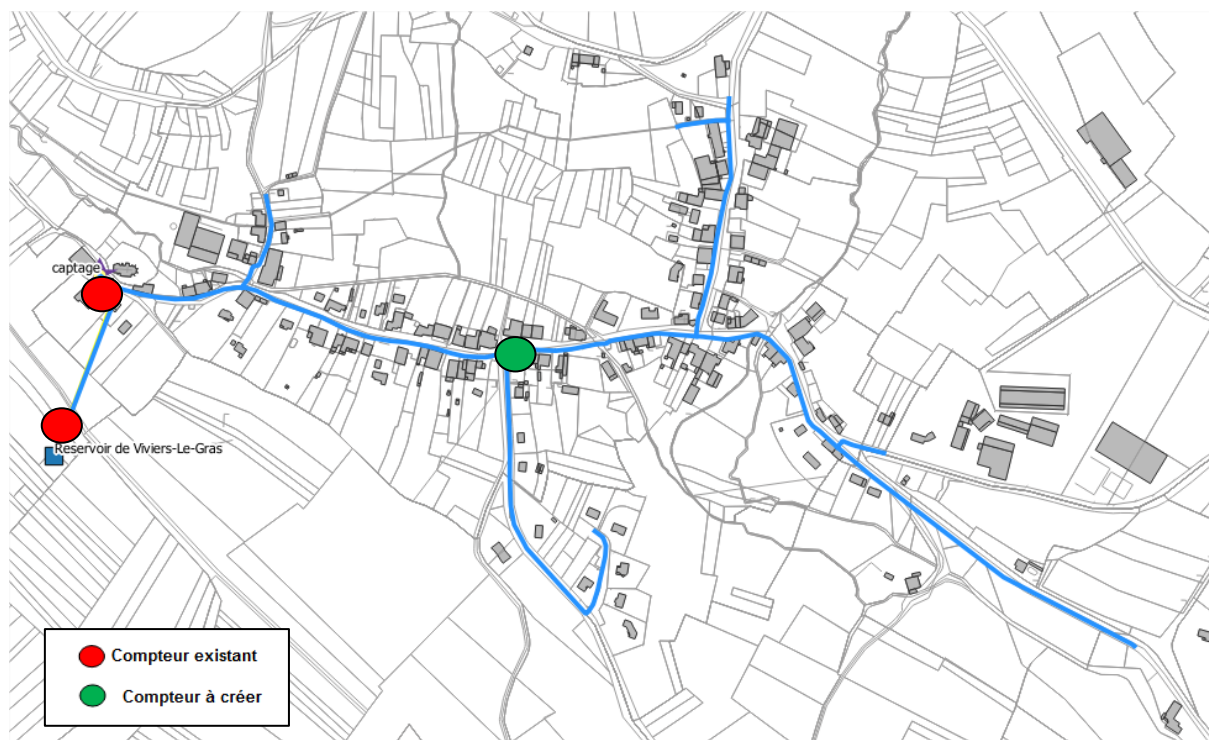 captage
Reservoir de Viviers-Le-Gras
Compteur existant
Compteur à créer